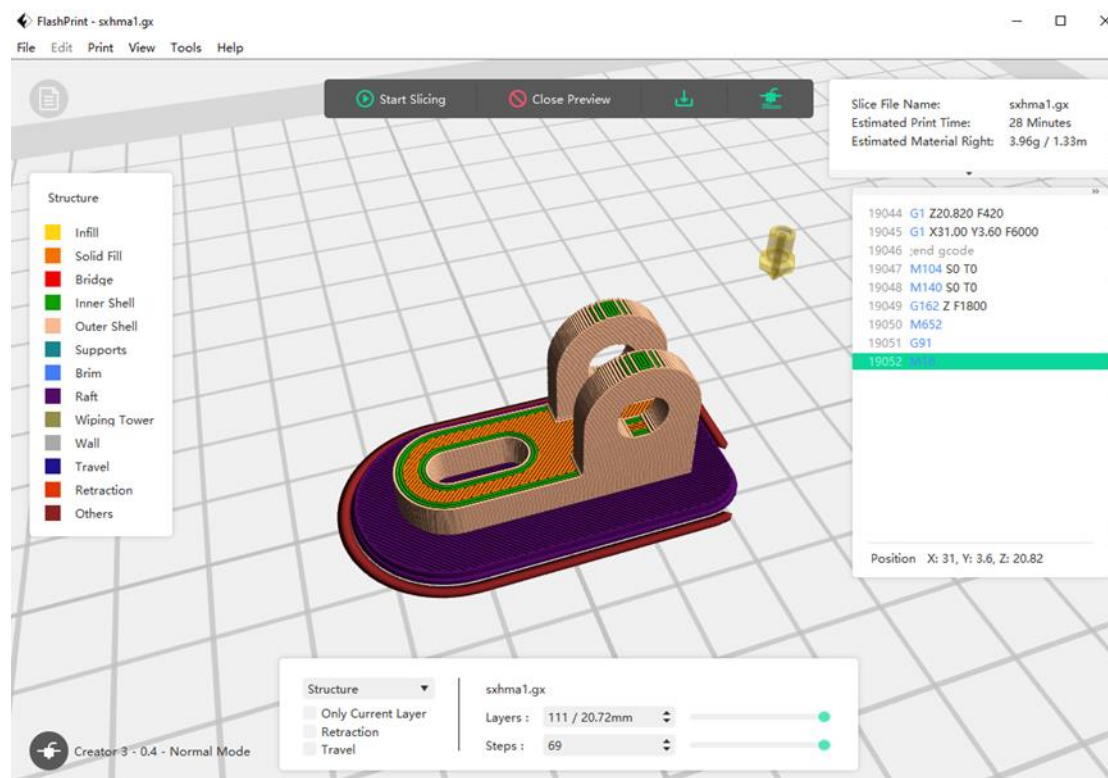 FlashPrint - sxhma1.gx
File Edit Print View Tools Help
Start Slicing Close Preview
Slice File Name: sxhma1.gx
Estimated Print Time: 28 Minutes
Estimated Material Right: 3.96g / 1.33m
Structure
Infill
Solid Fill
Bridge
Inner Shell
Outer Shell
Supports
Brim
Raft
Wiping Tower
Wall
Travel
Retraction
Others
19044 G1 Z20.820 F420
19045 G1 X31.00 Y3.60 F6000
19046 ;end gcode
19047 M104 S0 T0
19048 M140 S0 T0
19049 G162 Z F1800
19050 M652
19051 G91
19052 M18
Position X: 31, Y: 3.6, Z: 20.82
Structure
Only Current Layer
Retraction
Travel
sxhma1.gx
Layers : 111 / 20.72mm
Steps : 69
Creator 3 - 0.4 - Normal Mode